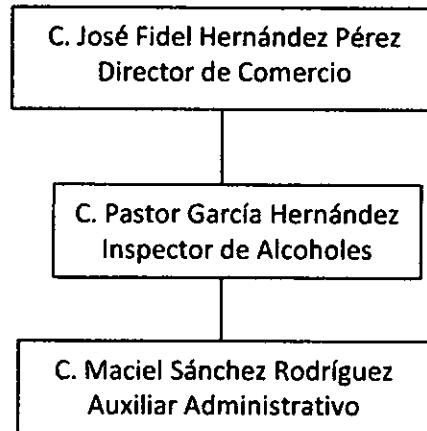 C. José Fidel Hernández Pérez
Director de Comercio
C. Pastor García Hernández
Inspector de Alcoholes
C. Maciel Sánchez Rodríguez
Auxiliar Administrativo